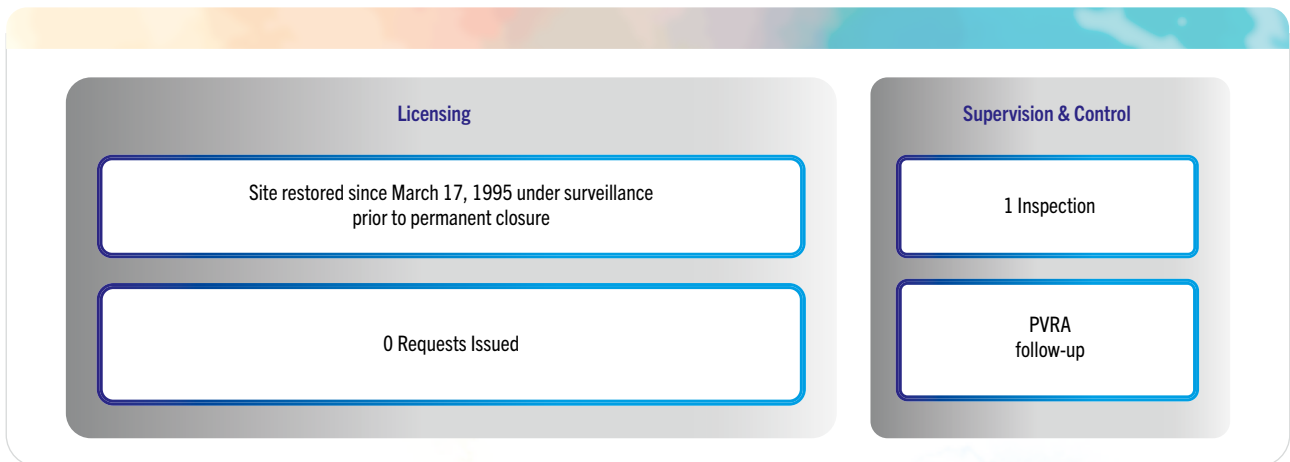 Licensing
Site restored since March 17, 1995 under surveillance
prior to permanent closure
0 Requests Issued
Supervision & Control
1 Inspection
PVRA
follow-up